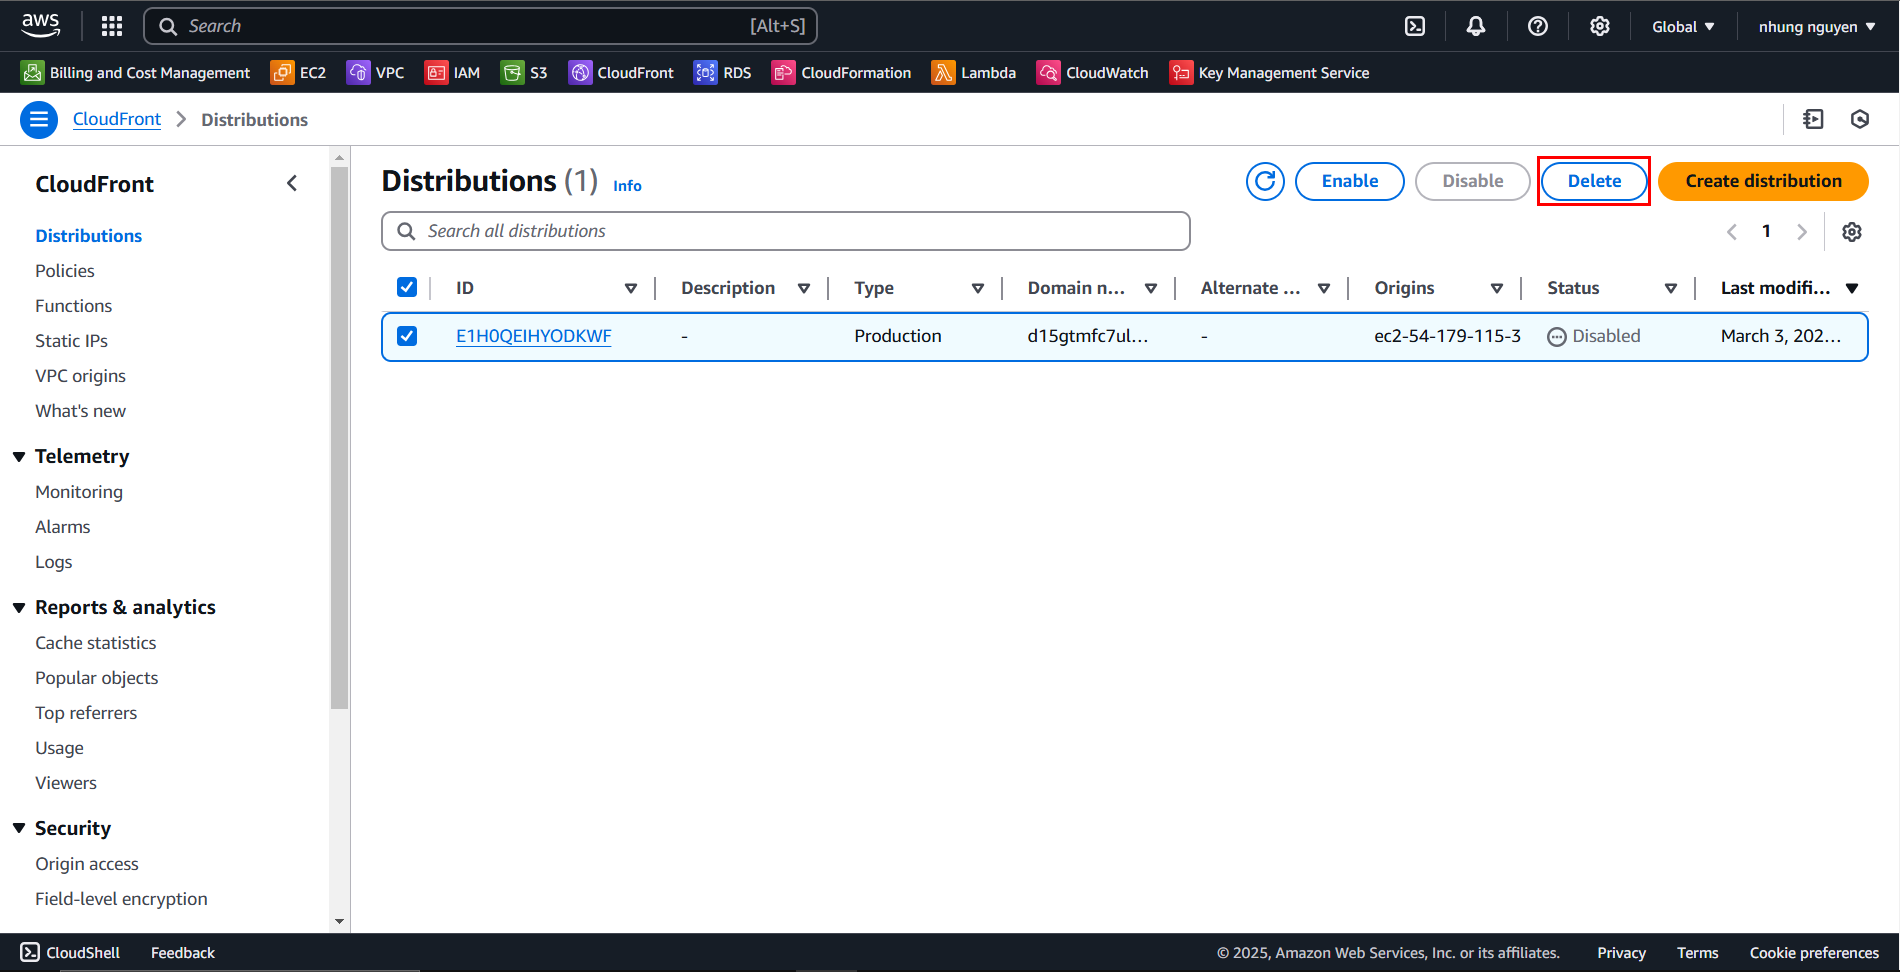 aws
Search [Alt+S]
Global nhung nguyen
Billing and Cost Management EC2 VPC IAM S3 CloudFront RDS CloudFormation Lambda CloudWatch Key Management Service
CloudFront Distributions
CloudFront
Distributions
Policies
Functions
Static IPs
VPC origins
What's new
Telemetry
Monitoring
Alarms
Logs
Reports & analytics
Cache statistics
Popular objects
Top referrers
Usage
Viewers
Security
Origin access
Field-level encryption
Distributions (1) Info
Enable Disable Delete Create distribution
Search all distributions
1
ID Description Type Domain n... Alternate ... Origins Status Last modifi...
E1H0QEIHYODKWF - Production d15gtmfc7ul... - ec2-54-179-115-3 Disabled March 3, 202...
CloudShell Feedback © 2025, Amazon Web Services, Inc. or its affiliates. Privacy Terms Cookie preferences